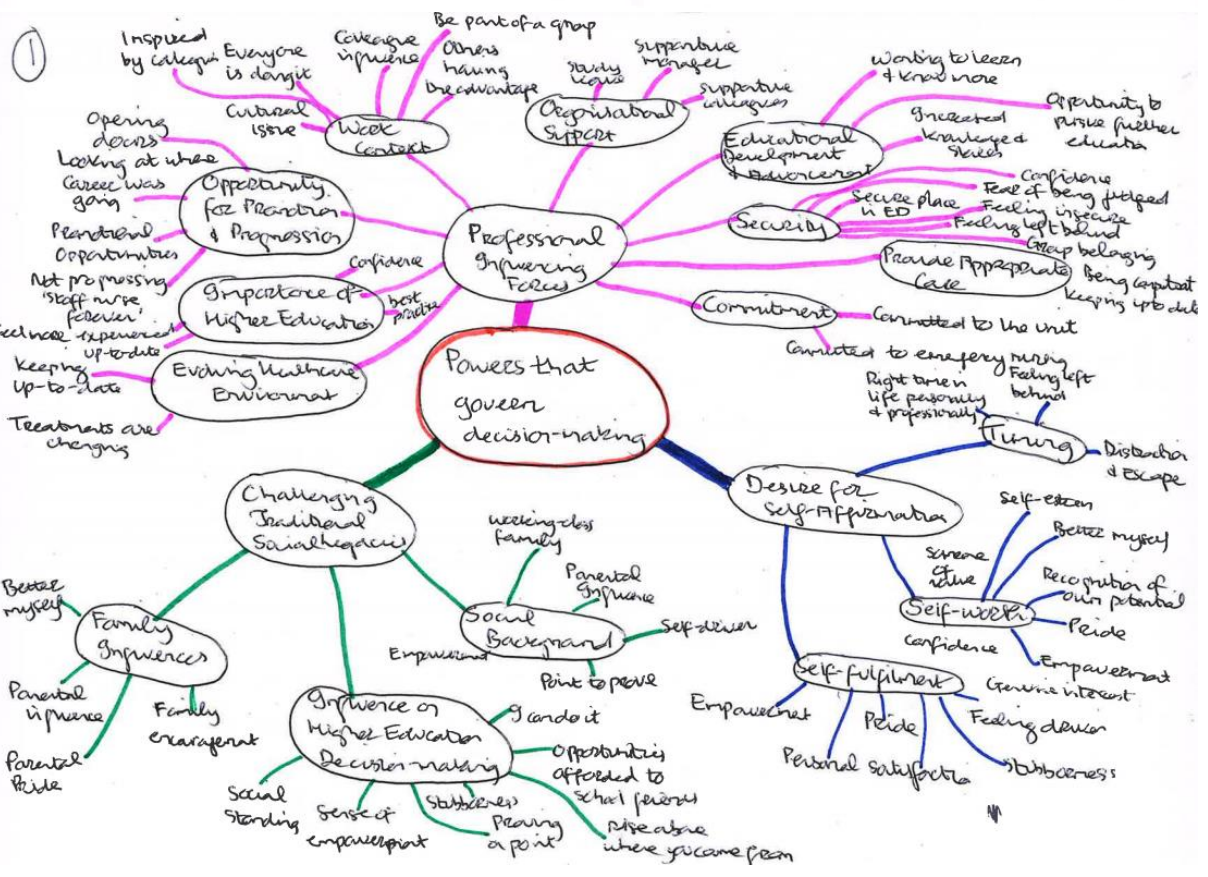 1
Inspired
by colleagues
Everyone
is doing it
Colleague
influence
Be part of a group
Others
having
the advantage
Cultural
Issue
Work
Context
Study
leave
Supportive
manager
Supportive
colleagues
Organisational
Support
Wanting to learn
& know more
Opportunity to
pursue further
education
Increased
knowledge &
skills
Educational
Development
& Advancement
Opening
doors
Looking at where
Career was
going
Promotional
Opportunities
Not progressing
'staff nurse
forever'
Opportunity
for Promotion
& Progression
Professional
Influencing
Forces
Security
Secure place
in ED
Confidence
Fear of being judged
Feeling insecure
Feeling left behind
Group belonging
Provide Appropriate
Care
Being competent
Keeping up to date
Confidence
best
practice
Importance of
Higher Education
Feel more experienced
up-to-date
Commitment
Committed to the unit
Committed to emergency nursing
Keeping
up-to-date
Evolving Healthcare
Environment
Treatments are
changing
Powers that
govern
decision-making
Right time in
life personally
& professionally
Feeling left
behind
Timing
Distraction
& Escape
Challenging
Traditional
Social legacies
Desire for
Self-Affirmation
Working-class
family
Parental
Influence
Self-driven
Social
Background
Empowerment
Point to prove
Self-esteem
Better myself
Someone
of
value
Recognition of
own potential
Self-worth
Pride
Confidence
Empowerment
Better
myself
Family
Influences
Parental
influence
Family
encouragement
Parental
Pride
Self-fulfilment
Genuine interest
Empowerment
Pride
Feeling driven
Personal satisfaction
Stubborness
Influence on
Higher Education
Decision-making
I can do it
Opportunities
afforded to
school friends
Social
standing
Sense of
empowerment
Stubborness
Proving
a point
Rise above
where you come from